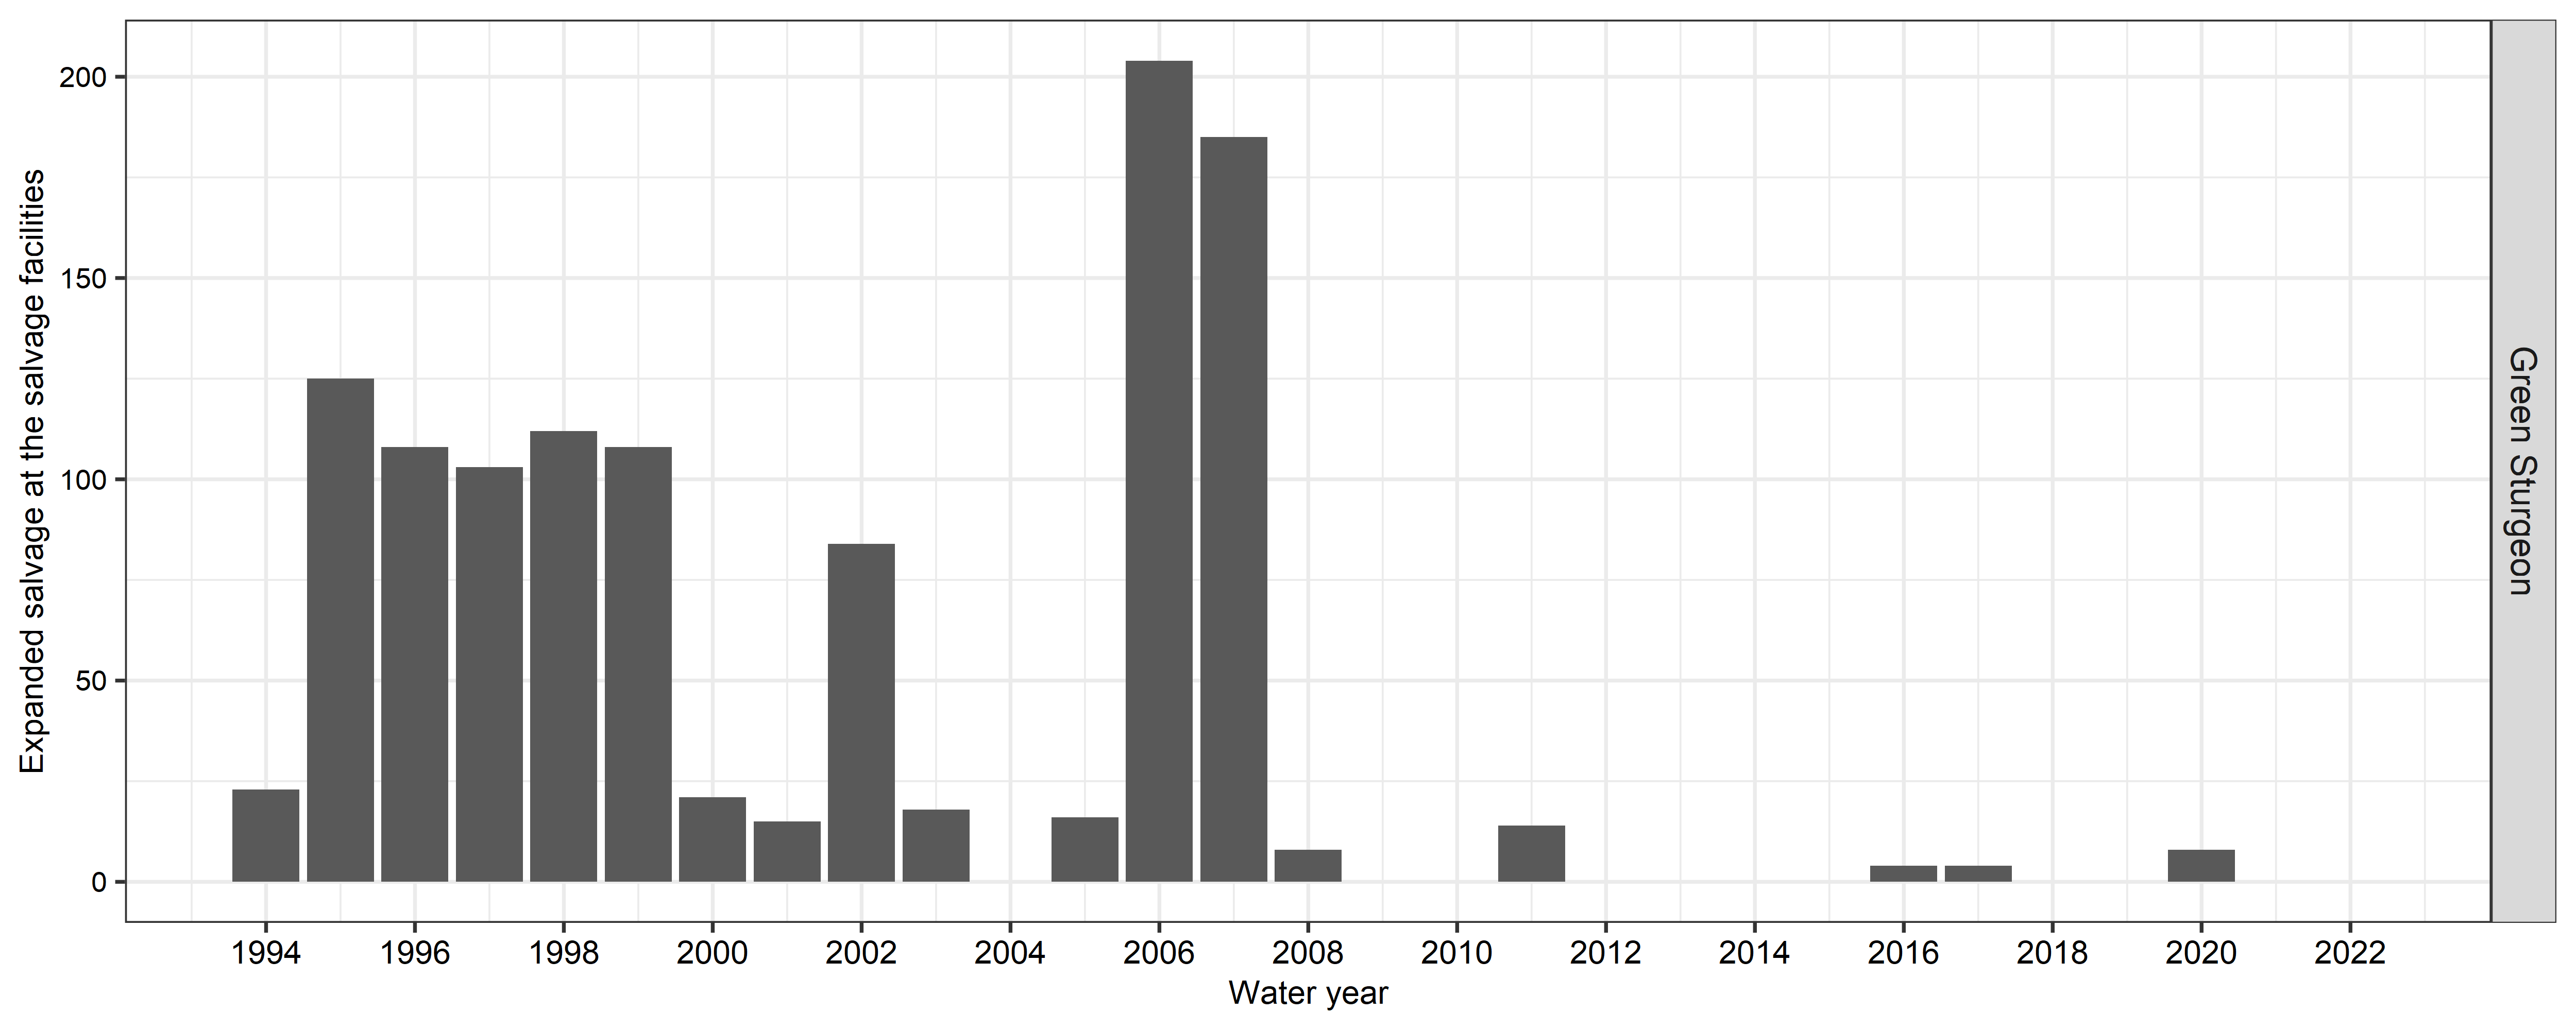 Expanded salvage at the salvage facilities
200
150
100
50
0
1994 1996 1998 2000 2002 2004 2006 2008 2010 2012 2014 2016 2018 2020 2022
Water year
Green Sturgeon